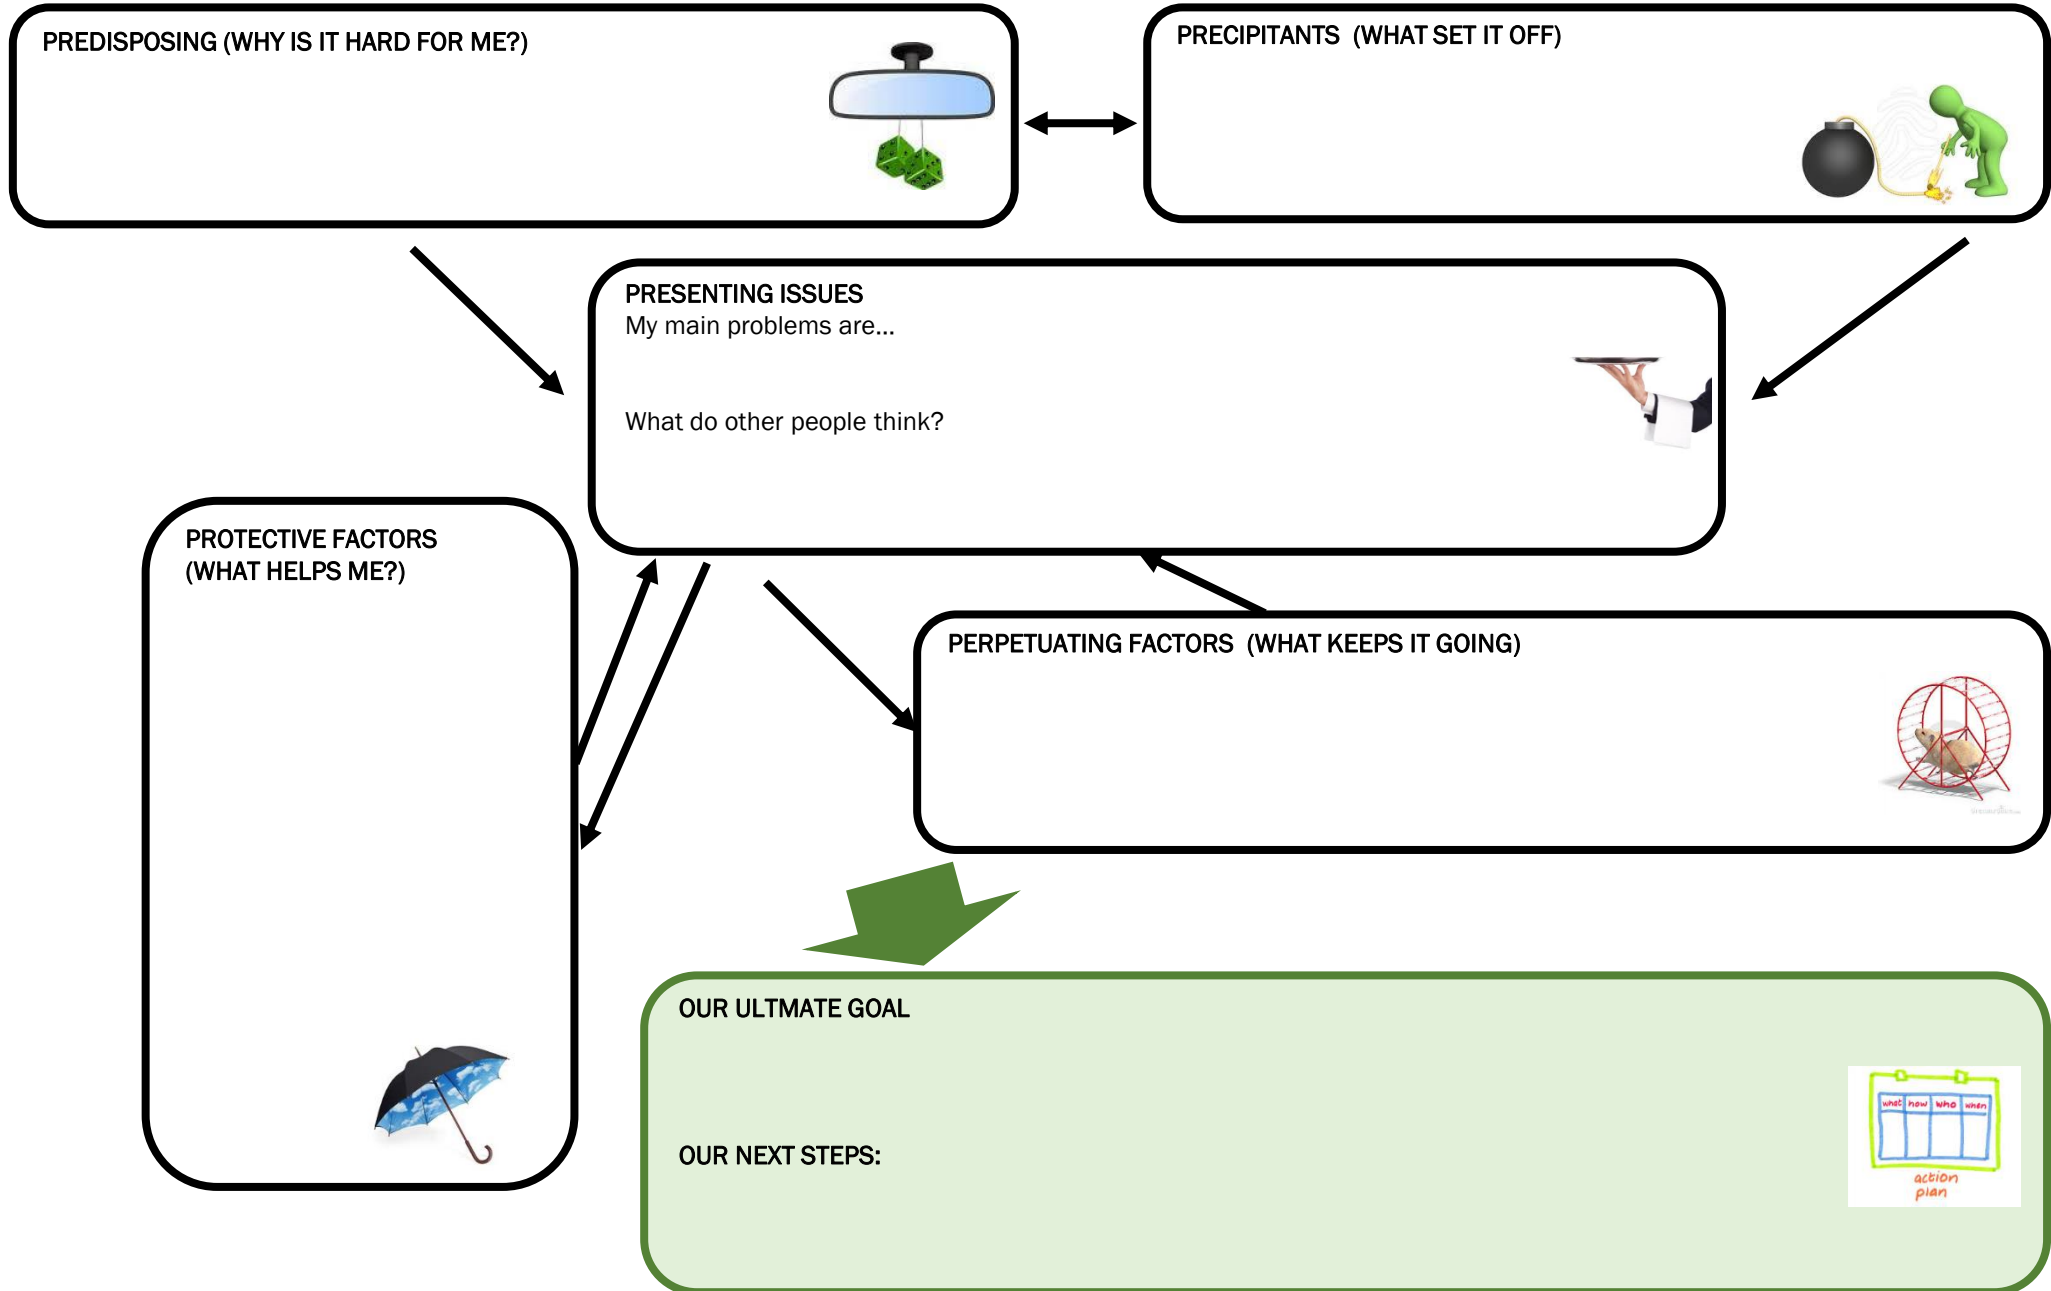 PREDISPOSING (WHY IS IT HARD FOR ME?)
PRECIPITANTS  (WHAT SET IT OFF)
PRESENTING ISSUES
My main problems are...
What do other people think?
PROTECTIVE FACTORS
(WHAT HELPS ME?)
PERPETUATING FACTORS  (WHAT KEEPS IT GOING)
OUR ULTMATE GOAL
what how who when
action
plan
OUR NEXT STEPS: